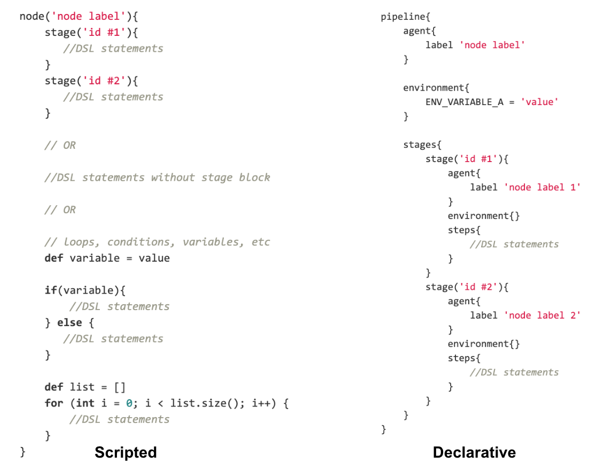 node('node label'){
stage('id #1'){
//DSL statements
}
stage('id #2'){
//DSL statements
}
// OR
//DSL statements without stage block
// OR
// loops, conditions, variables, etc
def variable = value
if(variable){
//DSL statements
} else {
//DSL statements
}
def list = []
for (int i = 0; i < list.size(); i++) {
//DSL statements
}
}
Scripted
pipeline{
agent{
label 'node label'
}
environment{
ENV_VARIABLE_A = 'value'
}
stages{
stage('id #1'){
agent{
label 'node label 1'
}
environment{}
steps{
//DSL statements
}
}
stage('id #2'){
agent{
label 'node label 2'
}
environment{}
steps{
//DSL statements
}
}
}
}
Declarative